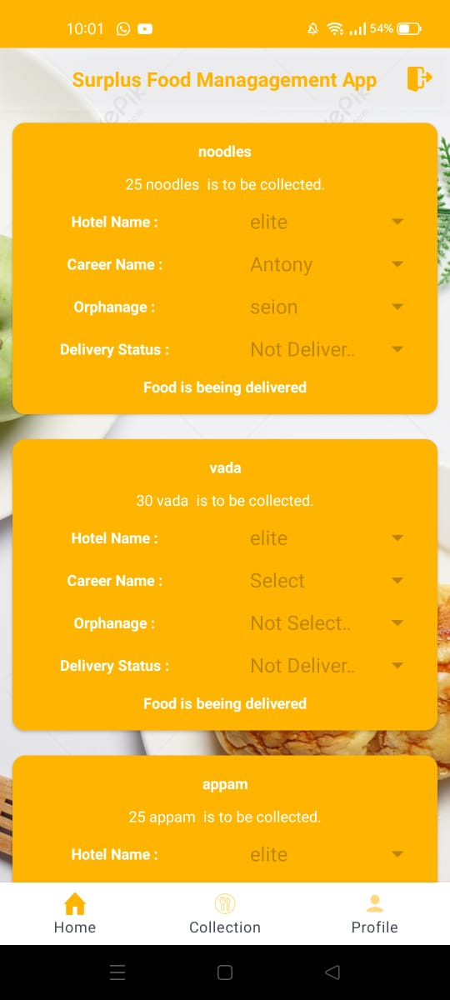 10:01
54%
Surplus Food Managagement App
noodles
25 noodles is to be collected.
Hotel Name : elite
Career Name : Antony
Orphanage : seion
Delivery Status : Not Deliver..
Food is beeing delivered
vada
30 vada is to be collected.
Hotel Name : elite
Career Name : Select
Orphanage : Not Select..
Delivery Status : Not Deliver..
Food is beeing delivered
appam
25 appam is to be collected.
Hotel Name : elite
Home Collection Profile